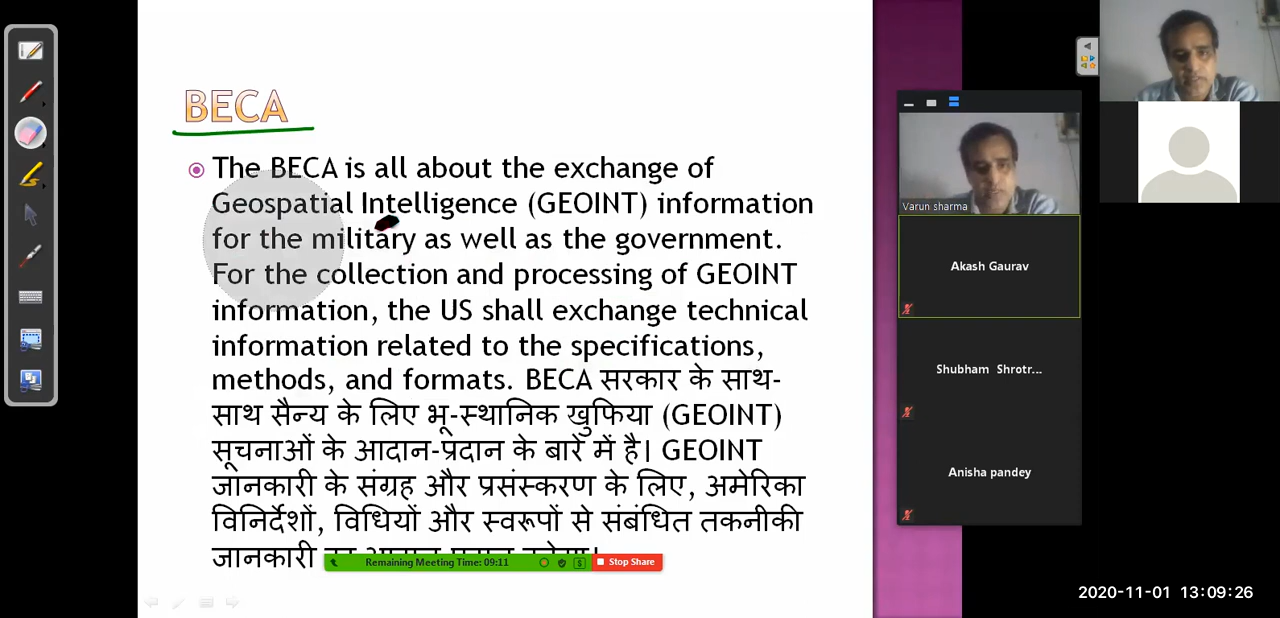 BECA
The BECA is all about the exchange of
Geospatial Intelligence (GEOINT) information
for the military as well as the government.
For the collection and processing of GEOINT
information, the US shall exchange technical
information related to the specifications,
methods, and formats. BECA सरकार के साथ-
साथ सैन्य के लिए भू-स्थानिक खुफिया (GEOINT)
सूचनाओं के आदान-प्रदान के बारे में है। GEOINT
जानकारी के संग्रह और प्रसंस्करण के लिए, अमेरिका
विनिर्देशों, विधियों और स्वरूपों से संबंधित तकनीकी
जानकारी
Remaining Meeting Time: 09:11
Stop Share
Varun sharma
Akash Gaurav
Shubham Shrotr...
Anisha pandey
2020-11-01 13:09:26